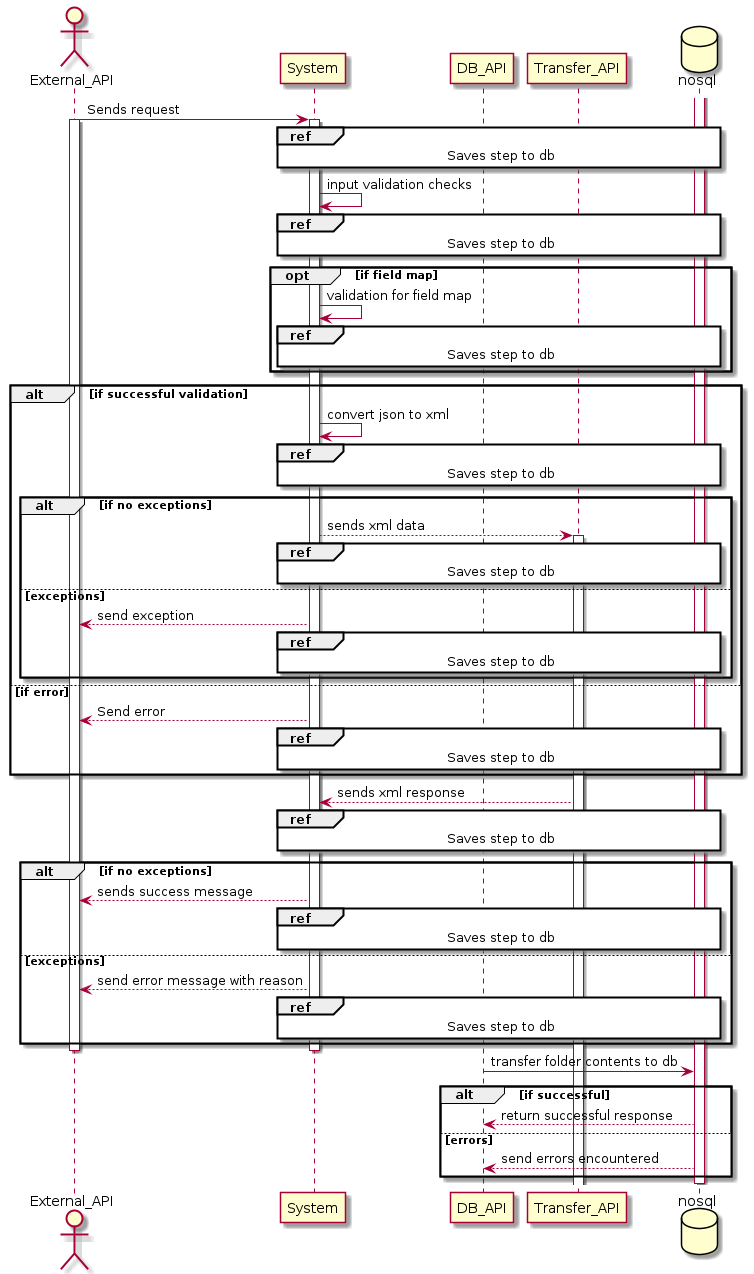 External_API
System
DB_API
Transfer_API
nosql
Sends request
ref
Saves step to db
input validation checks
ref
Saves step to db
opt [if field map]
validation for field map
ref
Saves step to db
alt [if successful validation]
convert json to xml
ref
Saves step to db
alt [if no exceptions]
sends xml data
ref
Saves step to db
[exceptions]
send exception
ref
Saves step to db
[if error]
Send error
ref
Saves step to db
sends xml response
ref
Saves step to db
alt [if no exceptions]
sends success message
ref
Saves step to db
[exceptions]
send error message with reason
ref
Saves step to db
transfer folder contents to db
alt [if successful]
return successful response
[errors]
send errors encountered
External_API
System
DB_API
Transfer_API
nosql